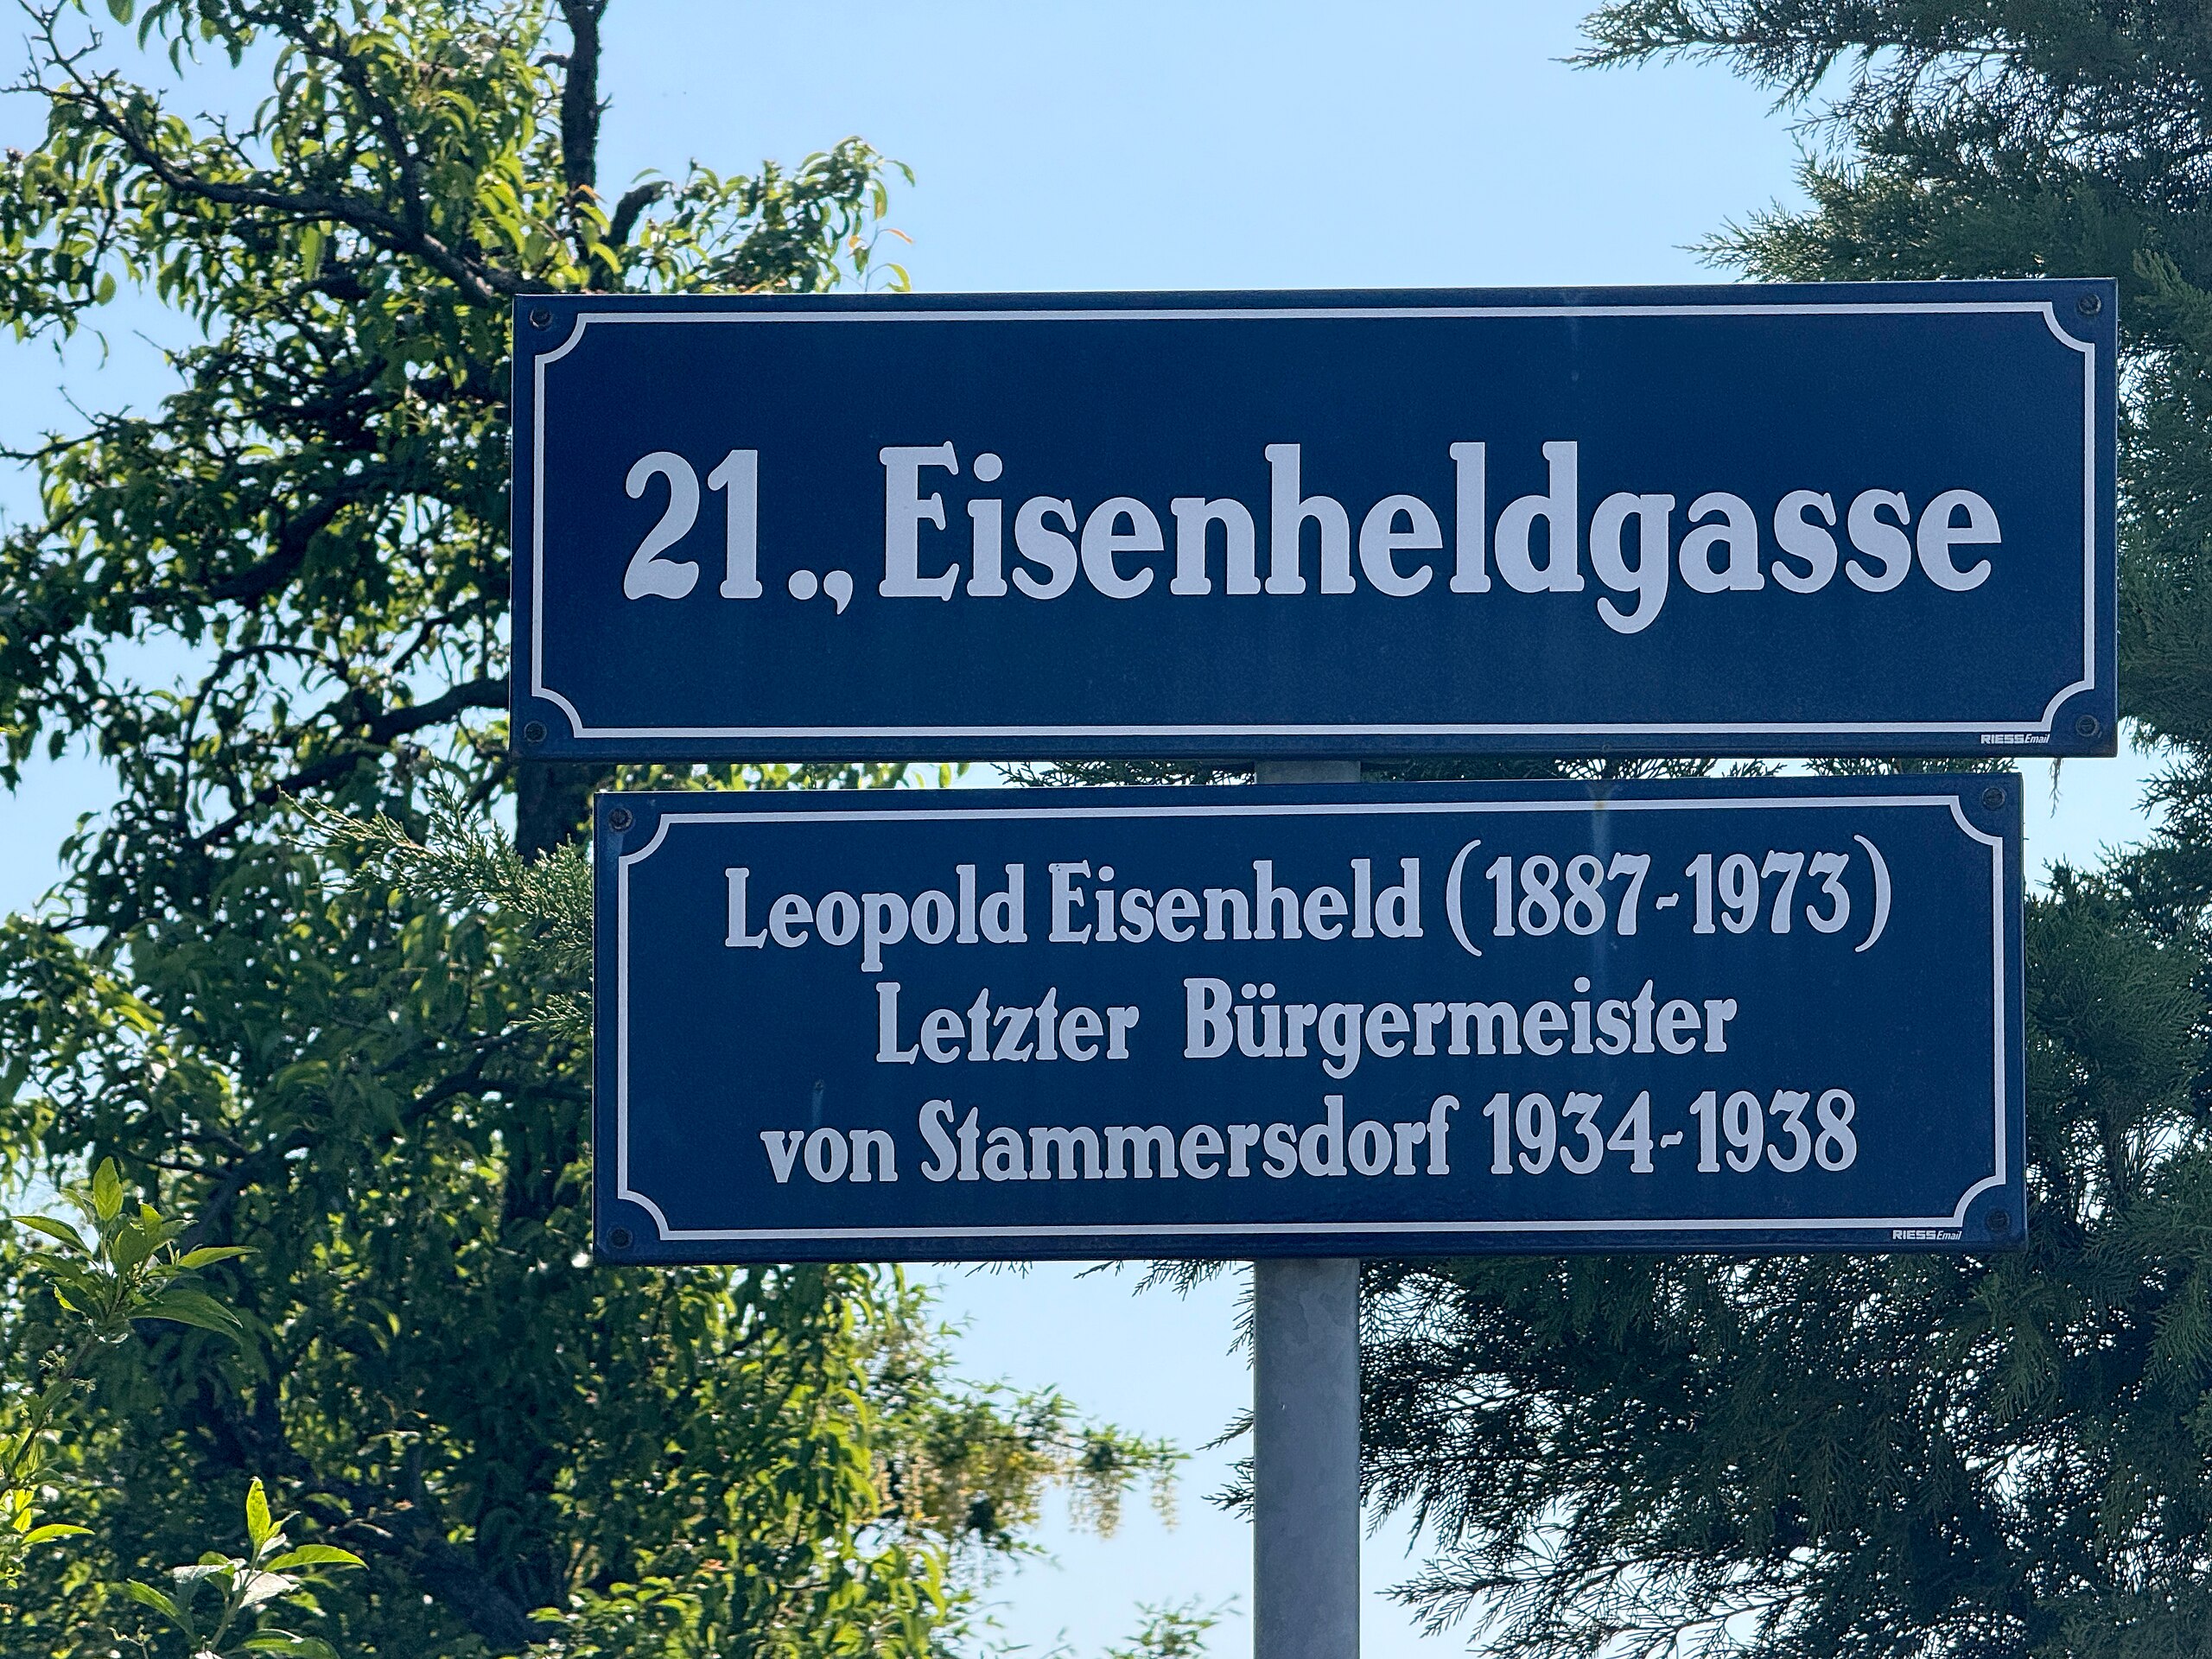 21., Eisenheldgasse
RIESS Email
Leopold Eisenheld (1887-1973)
Letzter Bürgermeister
von Stammersdorf 1934-1938
RIESS Email